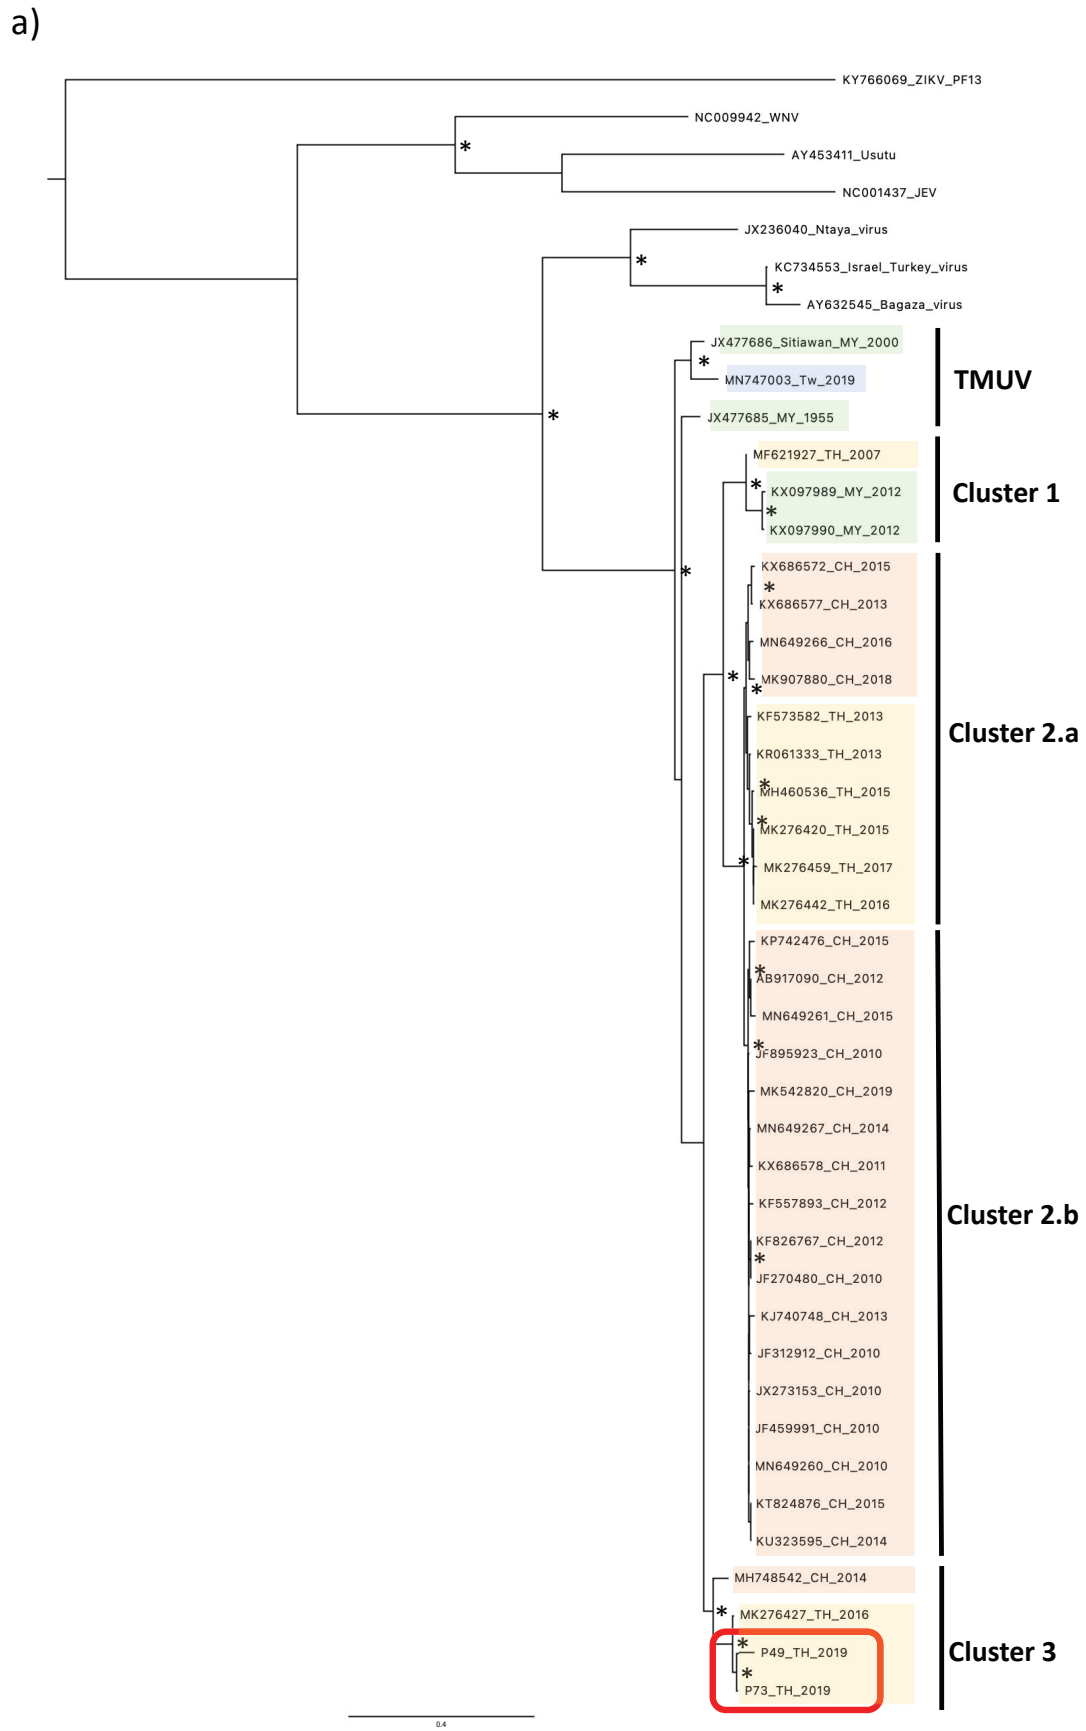 a)
KY766069_ZIKV_PF13
NC009942_WNV
*
AY453411_Usutu
NC001437_JEV
JX236040_Ntaya_virus
*
KC734553_Israel_Turkey_virus
*
AY632545_Bagaza_virus
JX477686_Sitiawan_MY_2000
*
TMUV
MN747003_Tw_2019
*
JX477685_MY_1955
MF621927_TH_2007
*
KX097989_MY_2012
Cluster 1
*
KX097990_MY_2012
KX686572_CH_2015
*
*
KX686577_CH_2013
MN649266_CH_2016
*
MK907880_CH_2018
*
KF573582_TH_2013
Cluster 2.a
KR061333_TH_2013
*
MH460536_TH_2015
*
MK276420_TH_2015
*
MK276459_TH_2017
MK276442_TH_2016
KP742476_CH_2015
*
AB917090_CH_2012
MN649261_CH_2015
*
JF895923_CH_2010
MK542820_CH_2019
MN649267_CH_2014
KX686578_CH_2011
KF557893_CH_2012
Cluster 2.b
KF826767_CH_2012
*
JF270480_CH_2010
KJ740748_CH_2013
JF312912_CH_2010
JX273153_CH_2010
JF459991_CH_2010
MN649260_CH_2010
KT824876_CH_2015
KU323595_CH_2014
MH748542_CH_2014
*
MK276427_TH_2016
*
P49_TH_2019
Cluster 3
*
P73_TH_2019
0.4